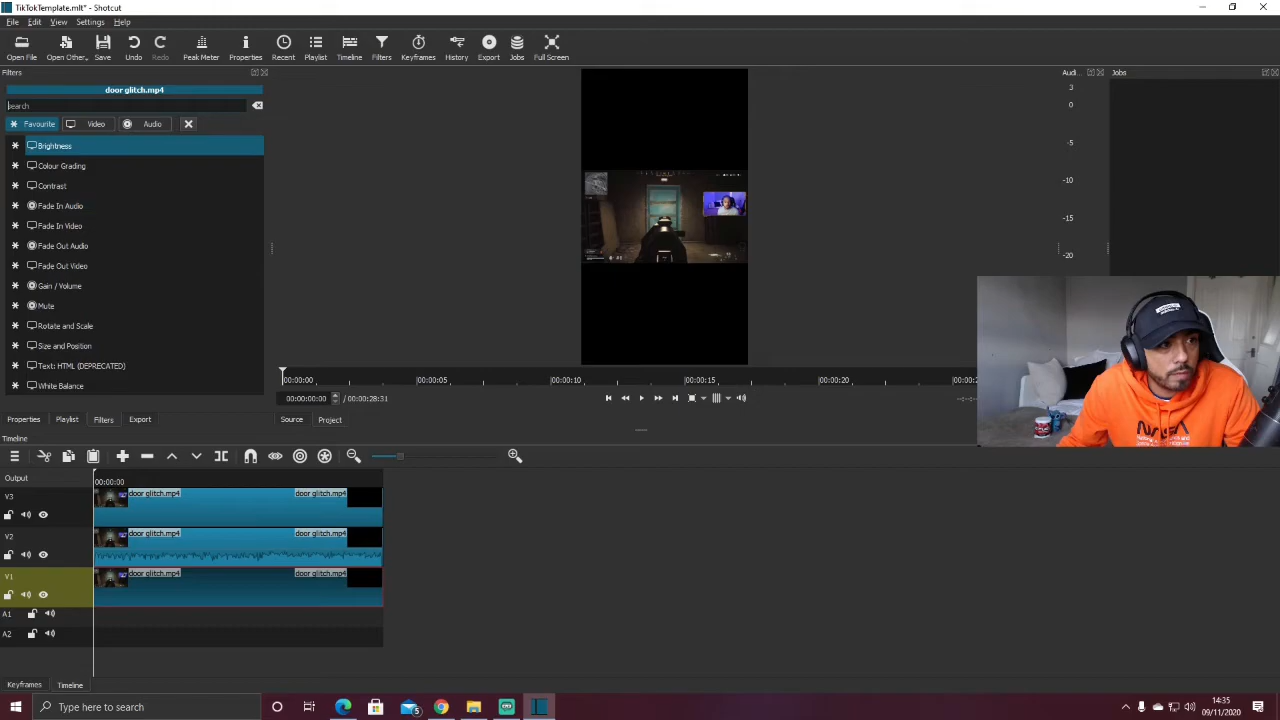 TikTokTemplate.mlt* - Shotcut
File Edit View Settings Help
Open File Open Other.. Save Undo Redo Peak Meter Properties Recent Playlist Timeline Filters Keyframes History Export Jobs Full Screen
Filters
Audi...
Jobs
door glitch.mp4
search
Favourite Video Audio
Brightness
Colour Grading
Contrast
Fade In Audio
Fade In Video
Fade Out Audio
Fade Out Video
Gain / Volume
Mute
Rotate and Scale
Size and Position
Text: HTML (DEPRECATED)
White Balance
3
0
-5
-10
-15
-20
00:00:00 00:00:05 00:00:10 00:00:15 00:00:20 00:00:2
00:00:00:00 / 00:00:28:31
Properties Playlist Filters Export
Source Project
Timeline
Output
00:00:00
V3
door glitch.mp4 door glitch.mp4
V2
door glitch.mp4 door glitch.mp4
V1
door glitch.mp4 door glitch.mp4
A1
A2
Keyframes Timeline
NASA
Type here to search
5
14:35
09/11/2020